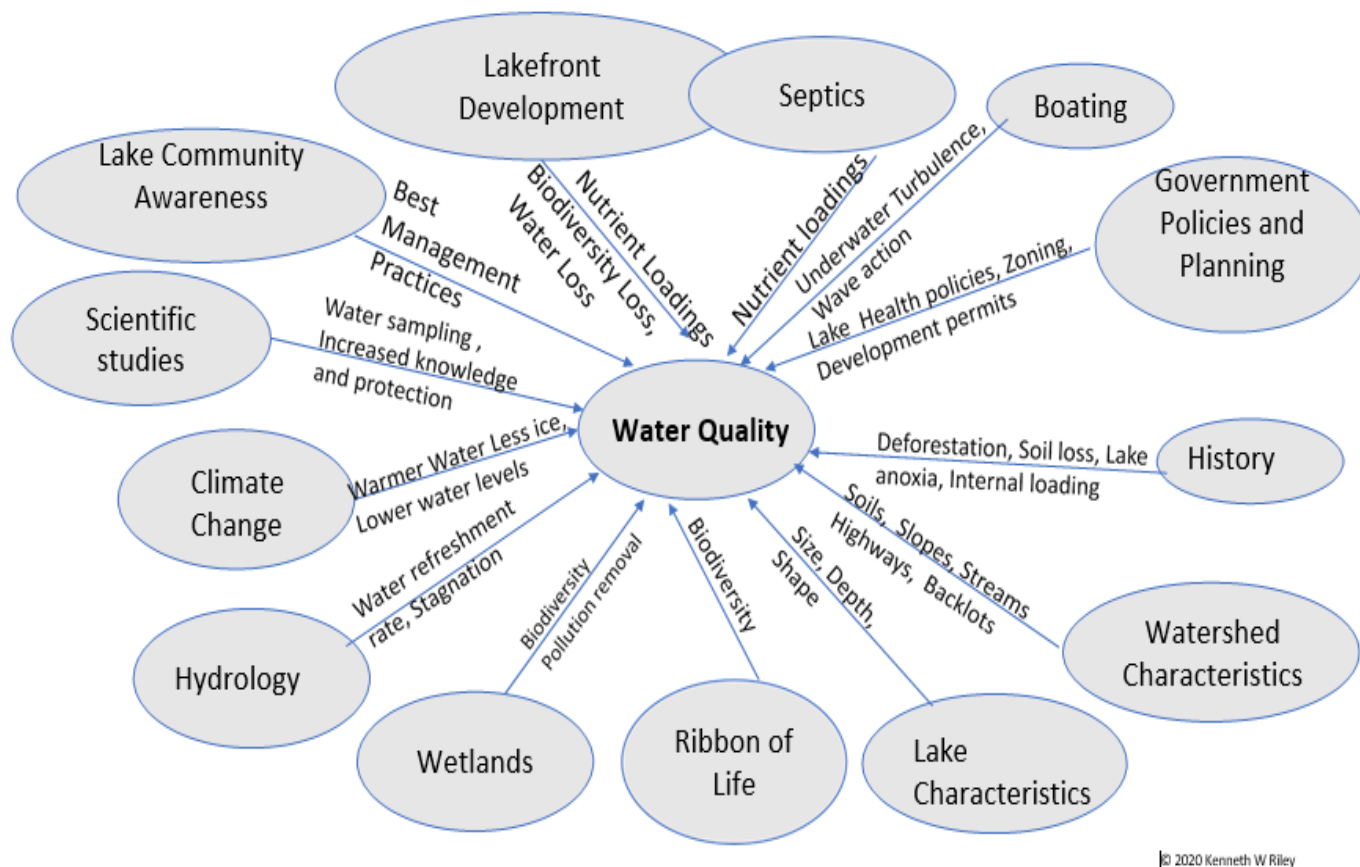 Lakefront
Development
Septics
Boating
Lake Community
Awareness
Government
Policies and
Planning
Best
Management
Practices
Nutrient Loadings
Biodiversity Loss,
Water Loss
Nutrient loadings
Underwater Turbulence,
Wave action
Lake Health policies, Zoning,
Development permits
Scientific
studies
Water sampling ,
Increased knowledge
and protection
Water Quality
Climate
Change
Warmer Water Less ice,
Lower water levels
Deforestation, Soil loss, Lake
anoxia, Internal loading
History
Hydrology
Water refreshment
rate, Stagnation
Biodiversity
Pollution removal
Wetlands
Biodiversity
Ribbon of
Life
Size, Depth,
Shape
Lake
Characteristics
Soils, Slopes, Streams
Highways, Backlots
Watershed
Characteristics
© 2020 Kenneth W Riley